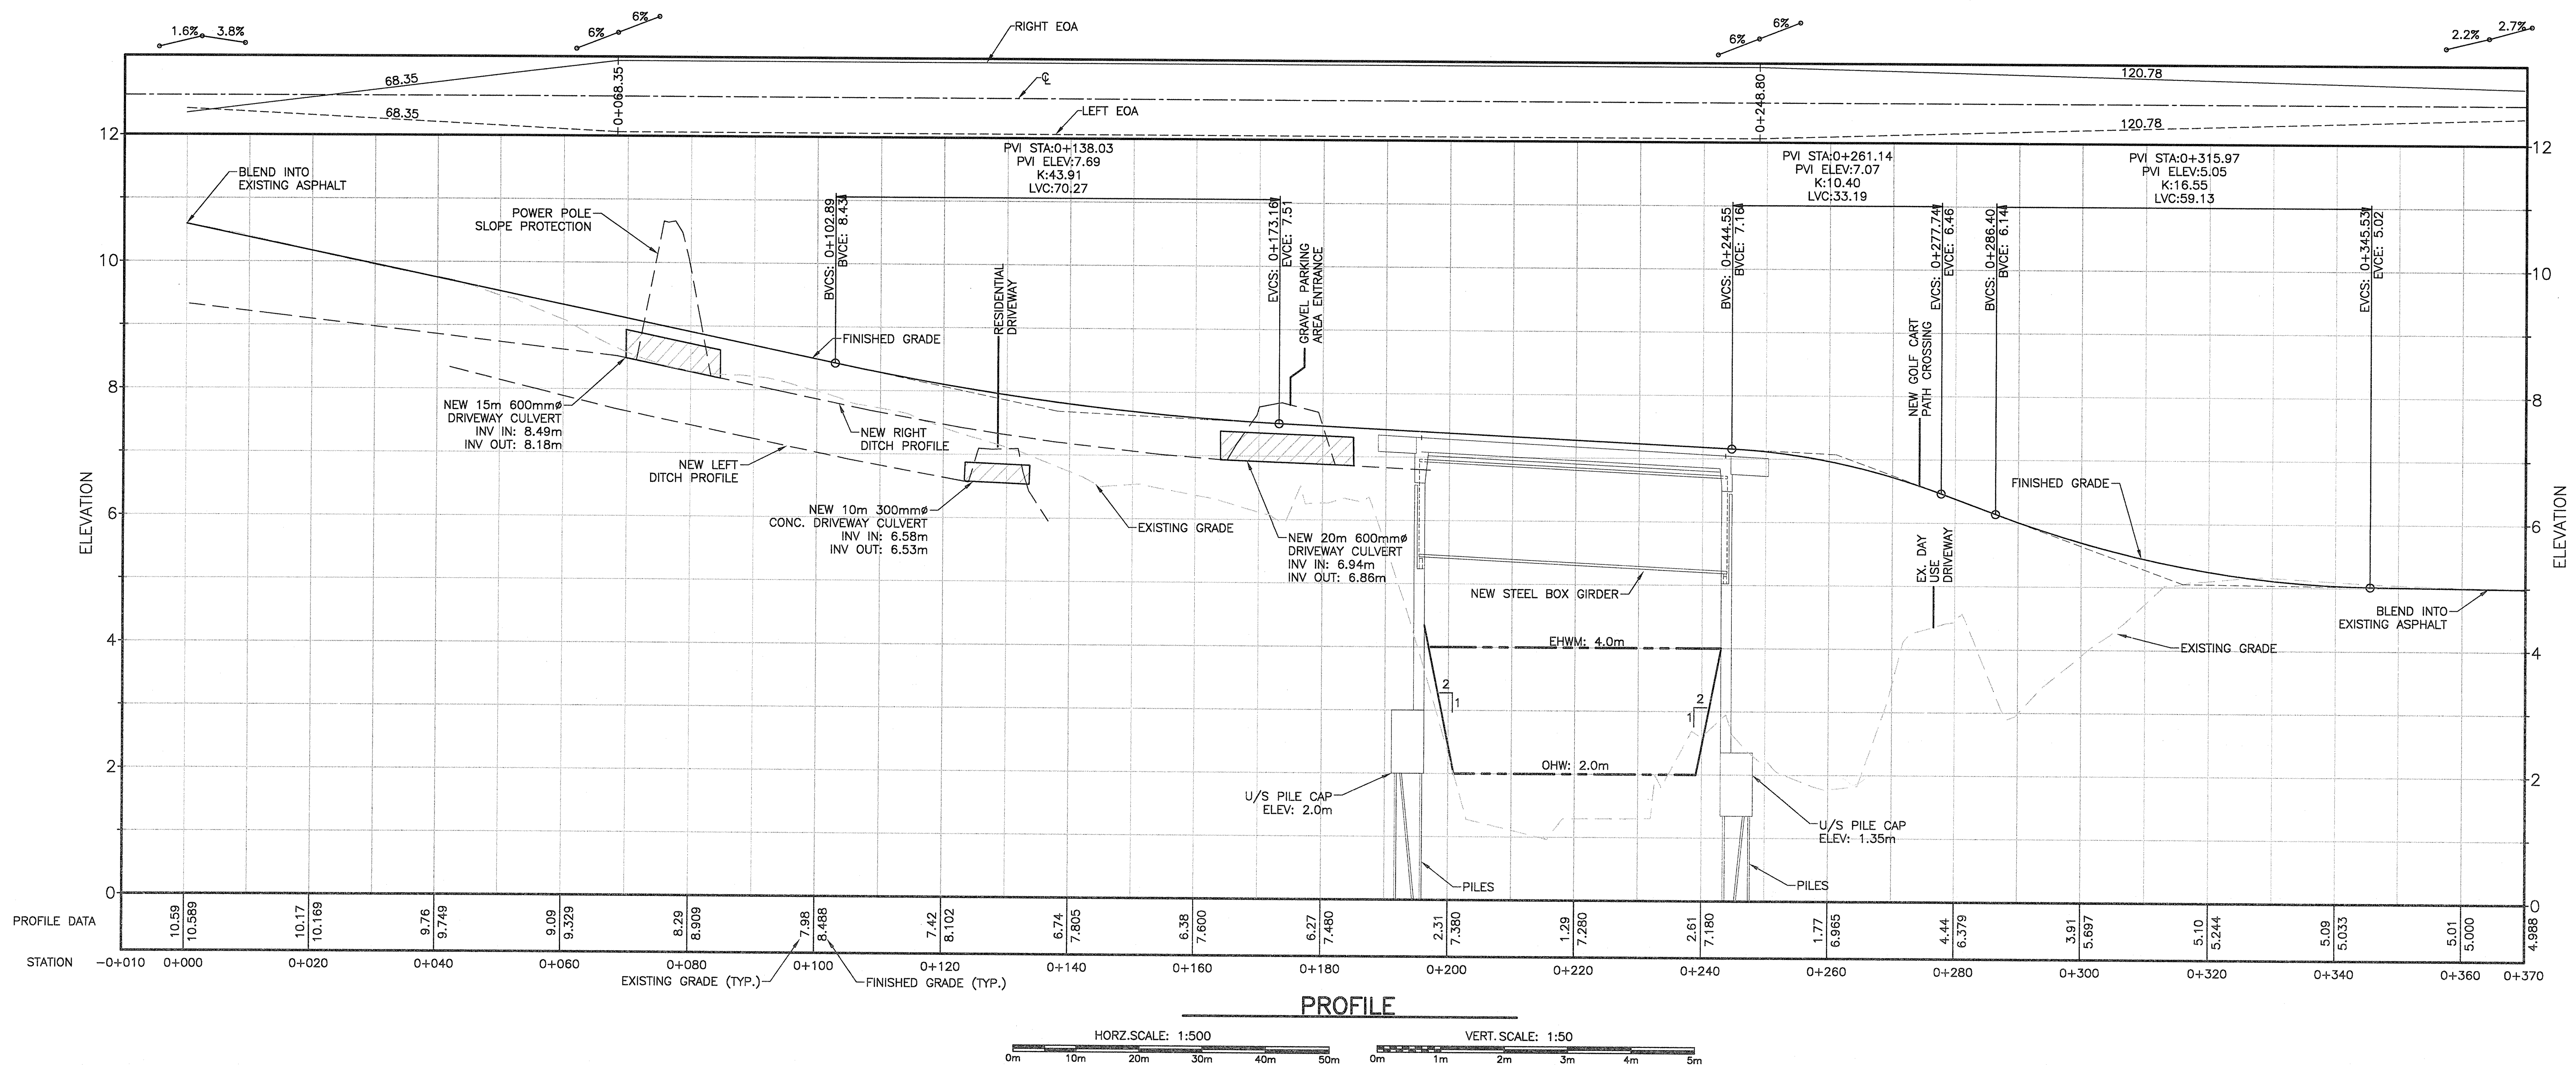 1.6%
3.8%
6%
6%
RIGHT EOA
6%
6%
2.2%
2.7%
68.35
0+068.35
℄
68.35
LEFT EOA
0+248.80
120.78
120.78
12
10
8
6
4
2
0
ELEVATION
BLEND INTO
EXISTING ASPHALT
POWER POLE
SLOPE PROTECTION
PVI STA:0+138.03
PVI ELEV:7.69
K:43.91
LVC:70.27
BVCS: 0+102.89
BVCE: 8.43
EVCS: 0+173.16
EVCE: 7.51
RESIDENTIAL
DRIVEWAY
GRAVEL PARKING
AREA ENTRANCE
PVI STA:0+261.14
PVI ELEV:7.07
K:10.40
LVC:33.19
BVCS: 0+244.55
BVCE: 7.16
EVCS: 0+277.74
EVCE: 6.46
PVI STA:0+315.97
PVI ELEV:5.05
K:16.55
LVC:59.13
BVCS: 0+286.40
BVCE: 6.14
EVCS: 0+345.53
EVCE: 5.02
FINISHED GRADE
NEW 15m 600mmø
DRIVEWAY CULVERT
INV IN: 8.49m
INV OUT: 8.18m
NEW RIGHT
DITCH PROFILE
NEW LEFT
DITCH PROFILE
NEW 10m 300mmø
CONC. DRIVEWAY CULVERT
INV IN: 6.58m
INV OUT: 6.53m
EXISTING GRADE
NEW 20m 600mmø
DRIVEWAY CULVERT
INV IN: 6.94m
INV OUT: 6.86m
NEW STEEL BOX GIRDER
NEW GOLF CART
PATH CROSSING
EX. DAY
USE
DRIVEWAY
FINISHED GRADE
BLEND INTO
EXISTING ASPHALT
EXISTING GRADE
EHWM: 4.0m
2
1
2
1
OHW: 2.0m
U/S PILE CAP
ELEV: 2.0m
U/S PILE CAP
ELEV: 1.35m
PILES
PILES
12
10
8
6
4
2
0
ELEVATION
PROFILE DATA
10.59
10.589
10.17
10.169
9.76
9.749
9.09
9.329
8.29
8.909
7.98
8.488
7.42
8.102
6.74
7.805
6.38
7.600
6.27
7.480
2.31
7.380
1.29
7.280
2.61
7.180
1.77
6.965
4.44
6.379
3.91
5.697
5.10
5.244
5.09
5.033
5.01
5.000
4.988
STATION
-0+010 0+000 0+020 0+040 0+060 0+080 0+100 0+120 0+140 0+160 0+180 0+200 0+220 0+240 0+260 0+280 0+300 0+320 0+340 0+360 0+370
EXISTING GRADE (TYP.)
FINISHED GRADE (TYP.)
PROFILE
HORZ.SCALE: 1:500
0m 10m 20m 30m 40m 50m
VERT.SCALE: 1:50
0m 1m 2m 3m 4m 5m